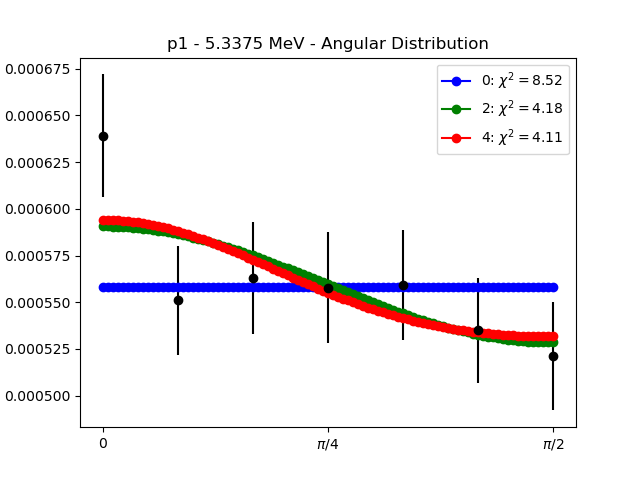 p1 - 5.3375 MeV - Angular Distribution
0.000675
0.000650
0.000625
0.000600
0.000575
0.000550
0.000525
0.000500
0: χ² = 8.52
2: χ² = 4.18
4: χ² = 4.11
0
π/4
π/2